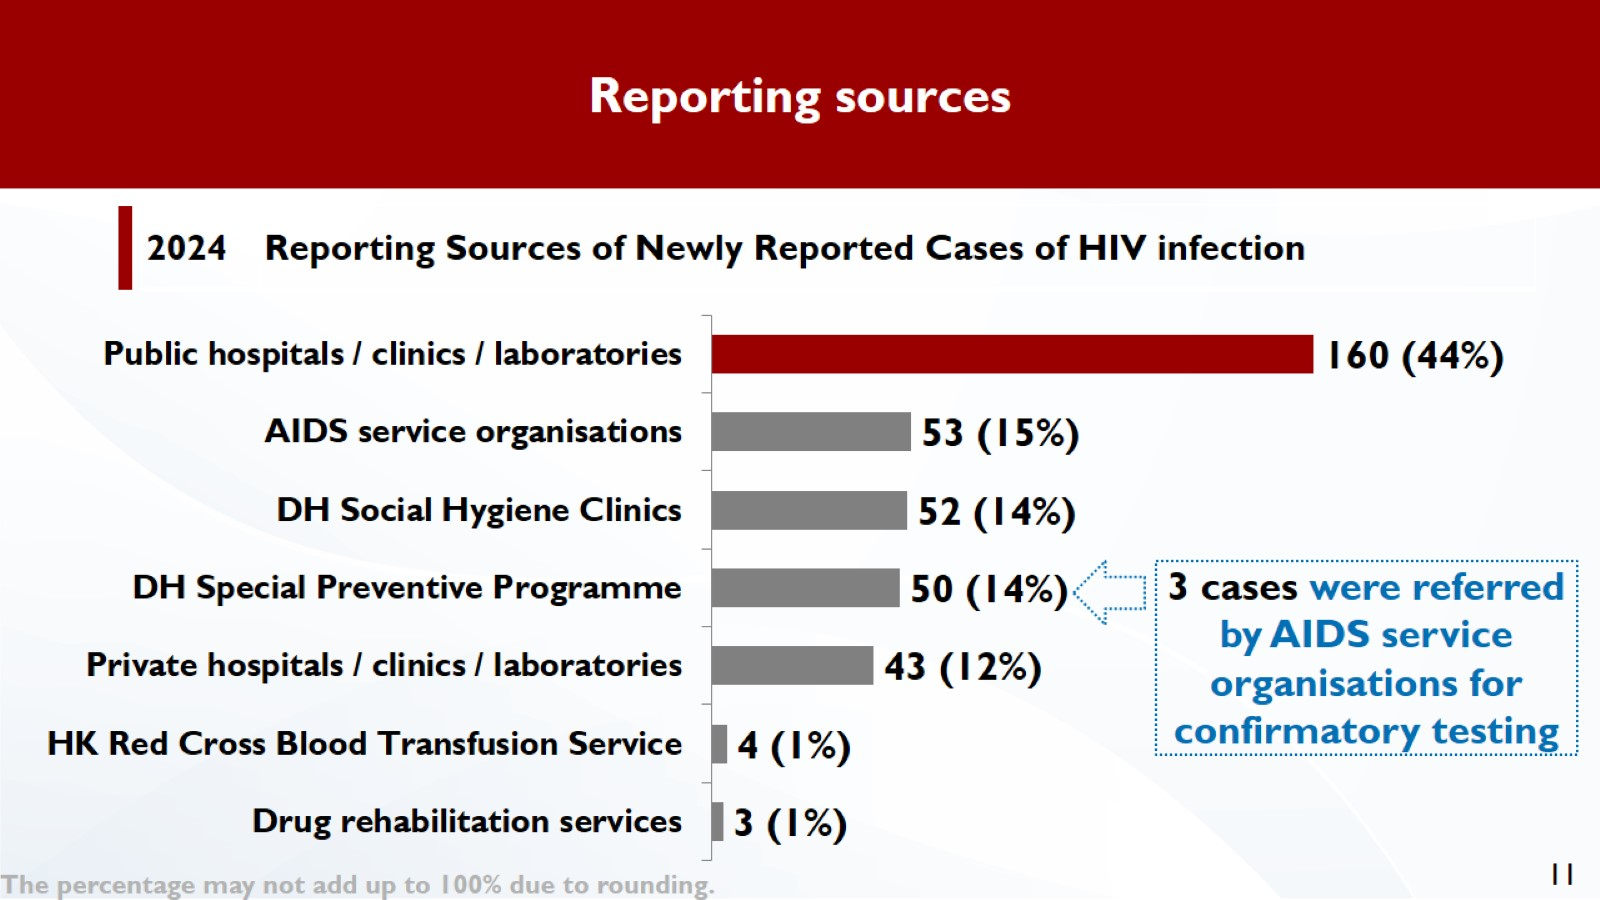 Reporting sources
2024 Reporting Sources of Newly Reported Cases of HIV infection
Public hospitals / clinics / laboratories 160 (44%)
AIDS service organisations 53 (15%)
DH Social Hygiene Clinics 52 (14%)
DH Special Preventive Programme 50 (14%)
3 cases were referred
by AIDS service
organisations for
confirmatory testing
Private hospitals / clinics / laboratories 43 (12%)
HK Red Cross Blood Transfusion Service 4 (1%)
Drug rehabilitation services 3 (1%)
The percentage may not add up to 100% due to rounding.
11